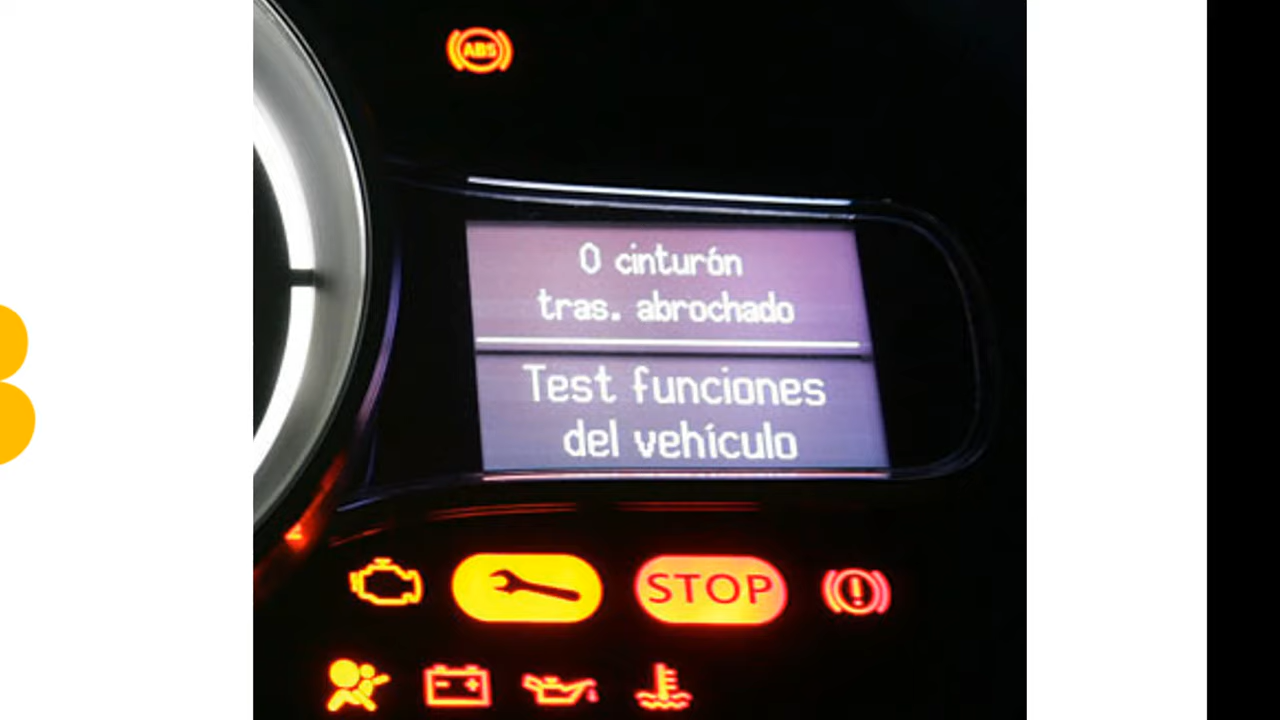 ABS
0 cinturón
tras. abrochado
Test funciones
del vehículo
STOP